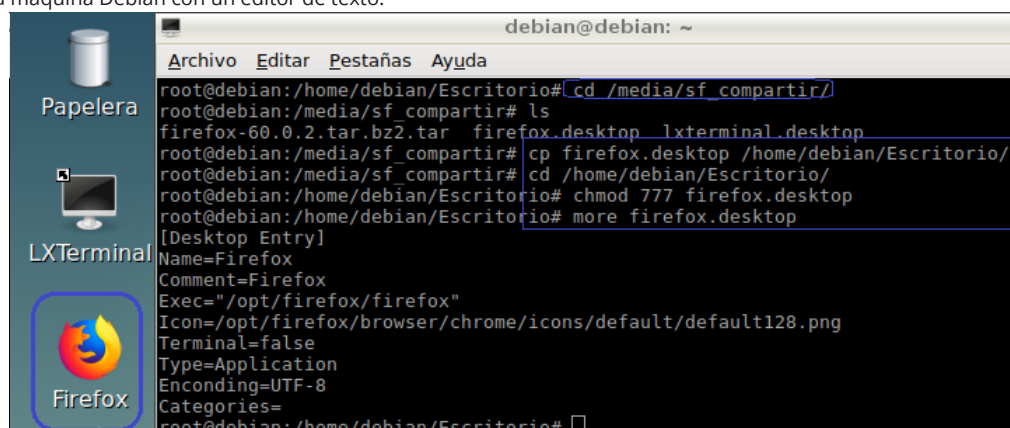 maquina Debian con un editor de texto.
debian@debian: ~
Archivo Editar Pestañas Ayuda
root@debian:/home/debian/Escritorio# cd /media/sf_compartir/
root@debian:/media/sf_compartir# ls
firefox-60.0.2.tar.bz2.tar firefox.desktop lxterminal.desktop
root@debian:/media/sf_compartir# cp firefox.desktop /home/debian/Escritorio/
root@debian:/media/sf_compartir# cd /home/debian/Escritorio/
root@debian:/home/debian/Escritorio# chmod 777 firefox.desktop
root@debian:/home/debian/Escritorio# more firefox.desktop
[Desktop Entry]
Name=Firefox
Comment=Firefox
Exec="/opt/firefox/firefox"
Icon=/opt/firefox/browser/chrome/icons/default/default128.png
Terminal=false
Type=Application
Enconding=UTF-8
Categories=
root@debian:/home/debian/Escritorio#
Papelera
LXTerminal
Firefox